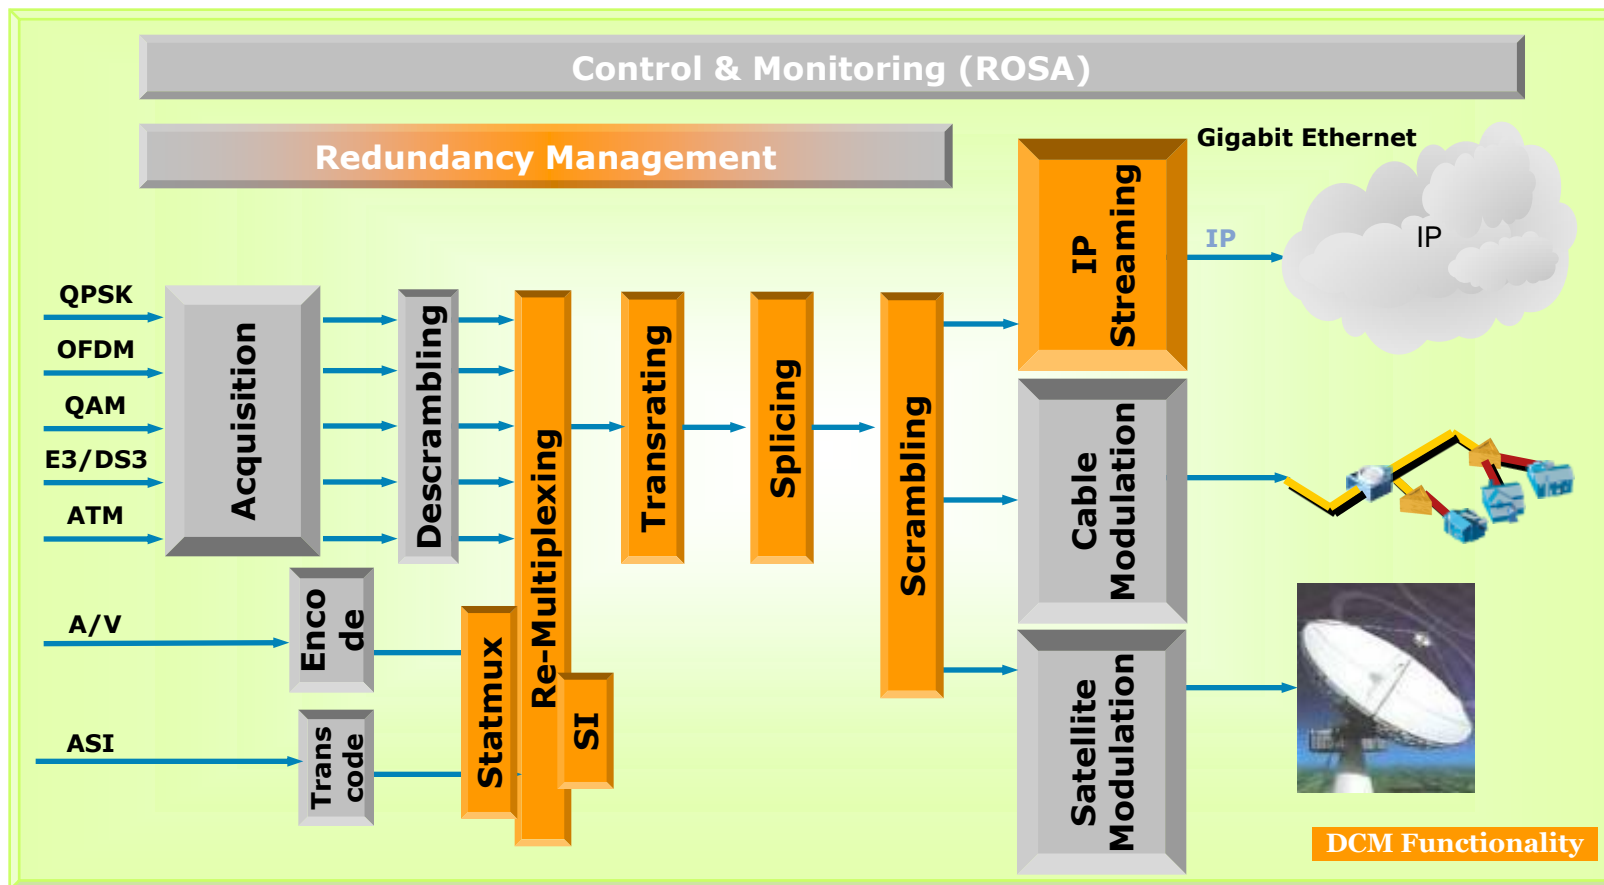 Control & Monitoring (ROSA)
Redundancy Management
Gigabit Ethernet
IP
Streaming
IP
IP
QPSK
OFDM
QAM
E3/DS3
ATM
A/V
ASI
Acquisition
Descrambling
Enco
de
Trans
code
Statmux
Re-Multiplexing
SI
Transrating
Splicing
Scrambling
Cable
Modulation
Satellite
Modulation
DCM Functionality